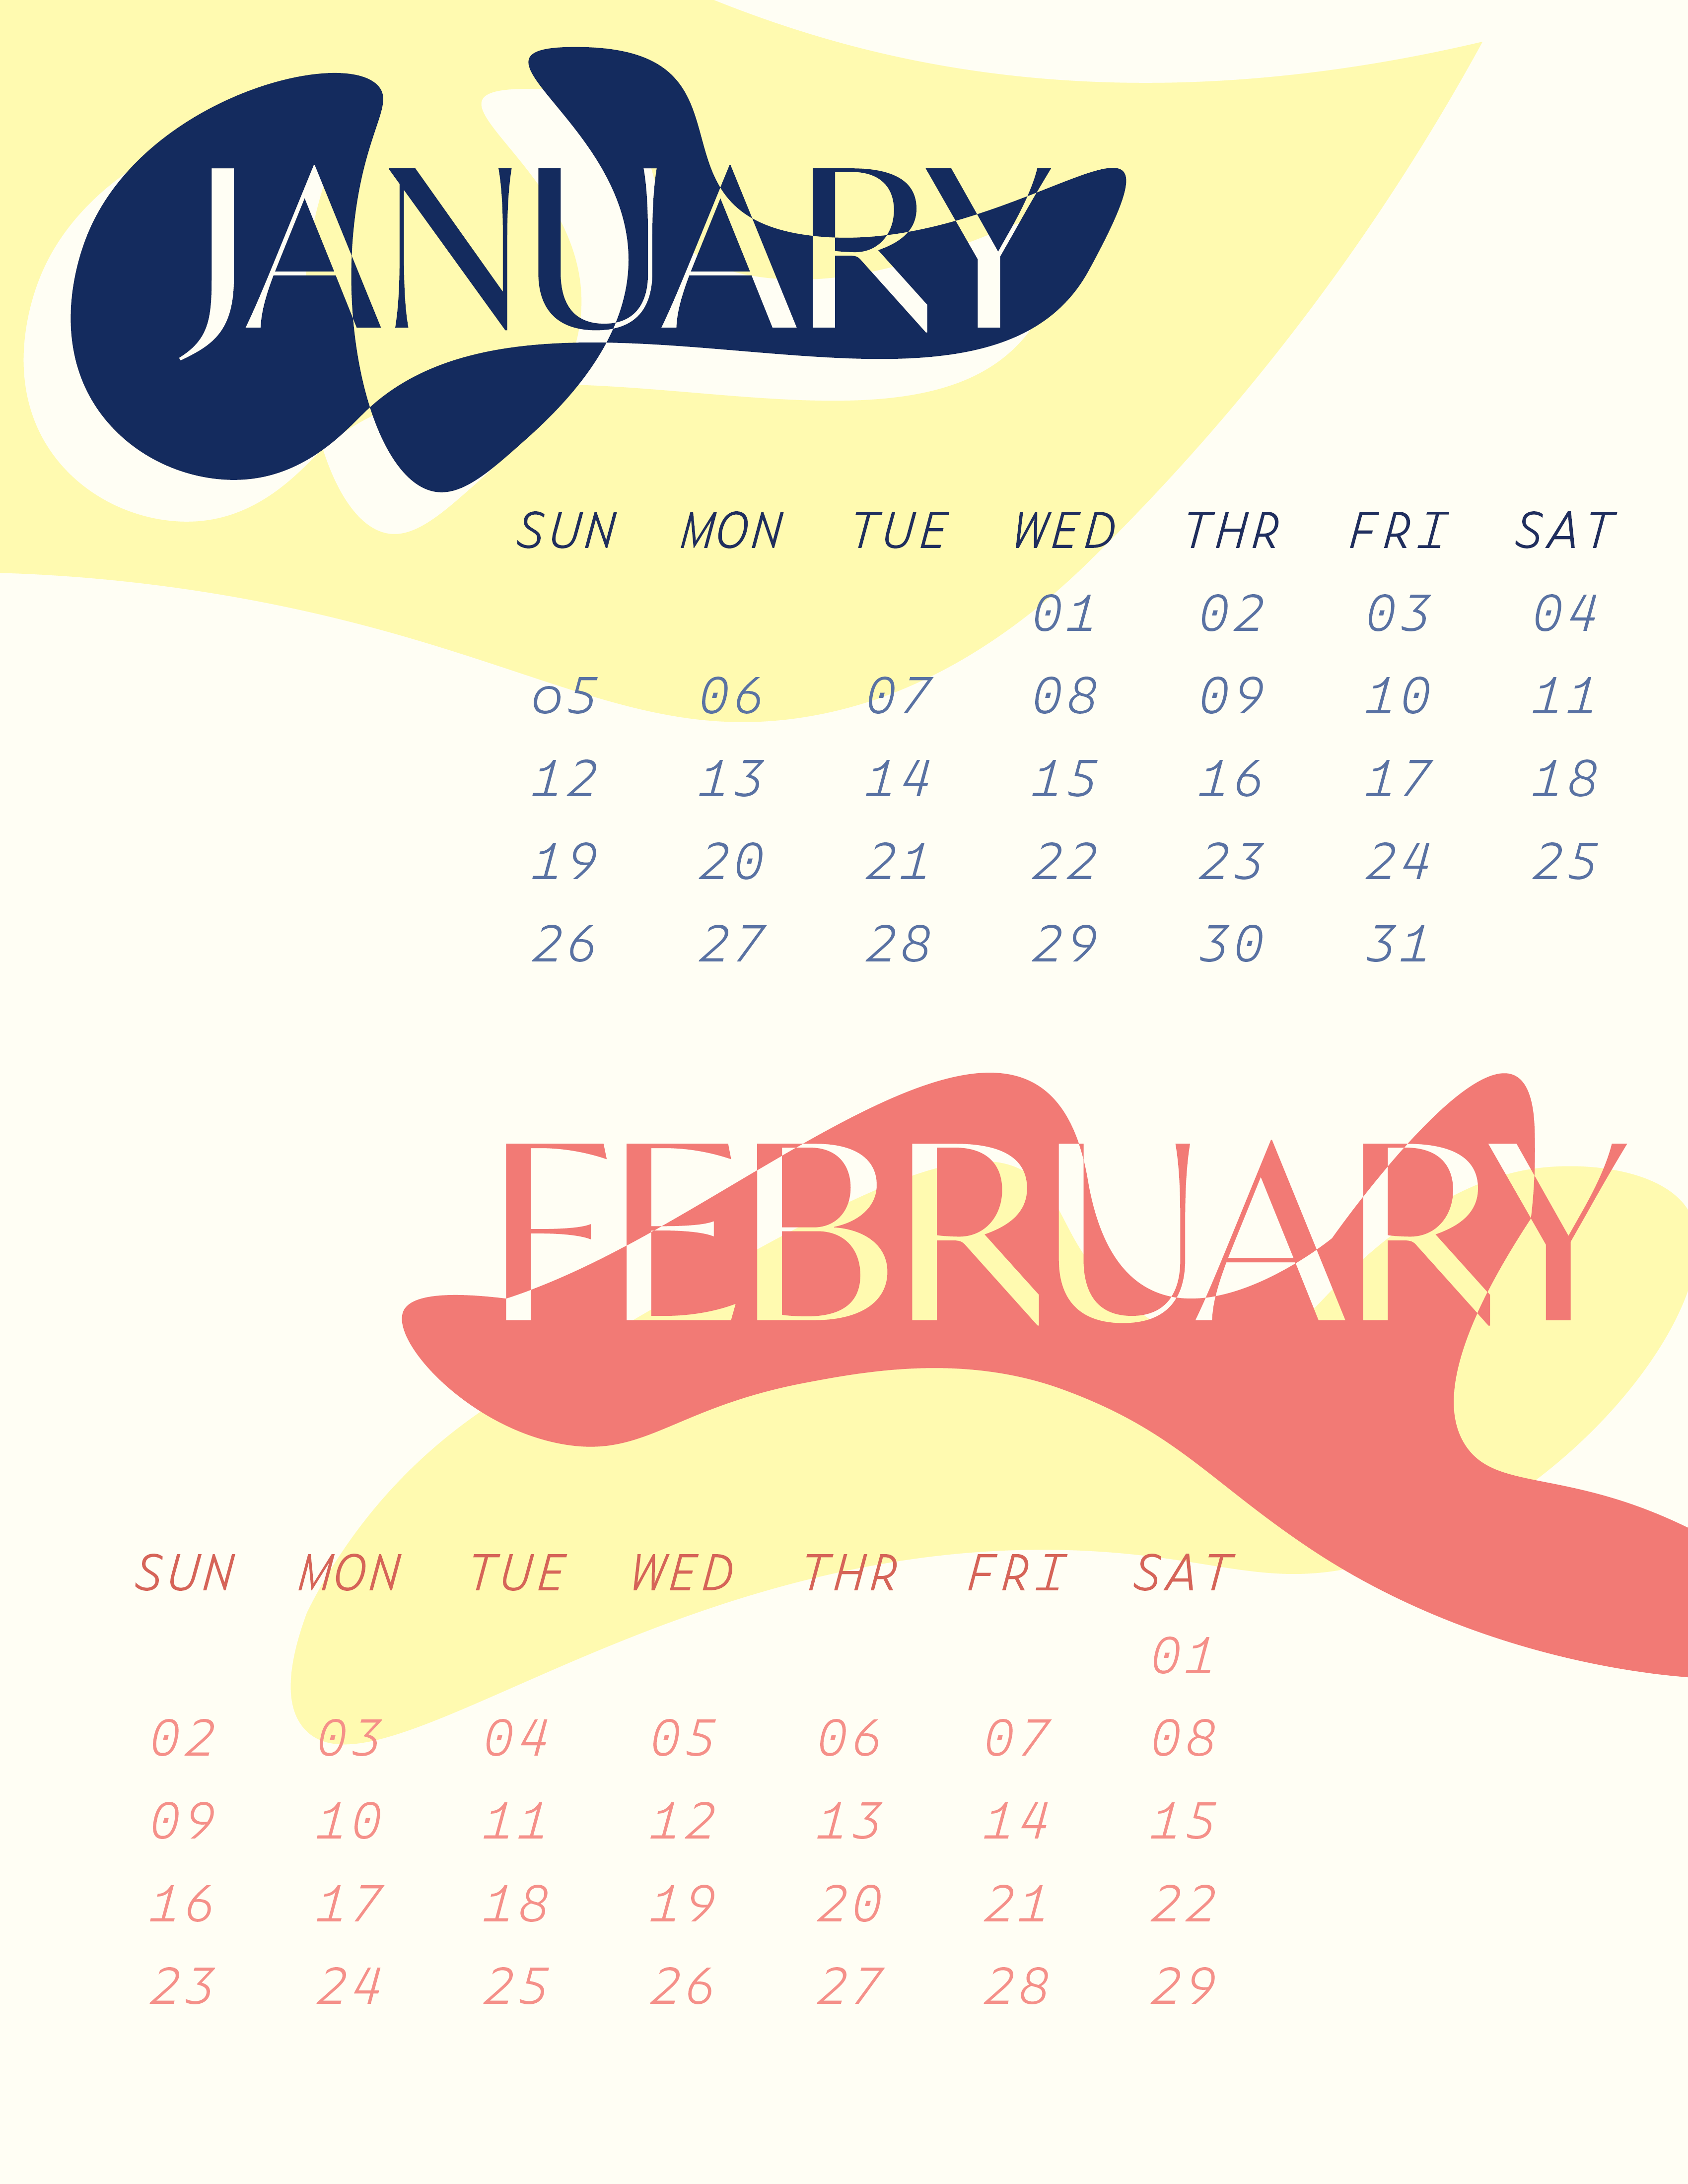 JANUARY
SUN MON TUE WED THR FRI SAT
01 02 03 04
o5 06 07 08 09 10 11
12 13 14 15 16 17 18
19 20 21 22 23 24 25
26 27 28 29 30 31
FEBRUARY
SUN MON TUE WED THR FRI SAT
01
02 03 04 05 06 07 08
09 10 11 12 13 14 15
16 17 18 19 20 21 22
23 24 25 26 27 28 29